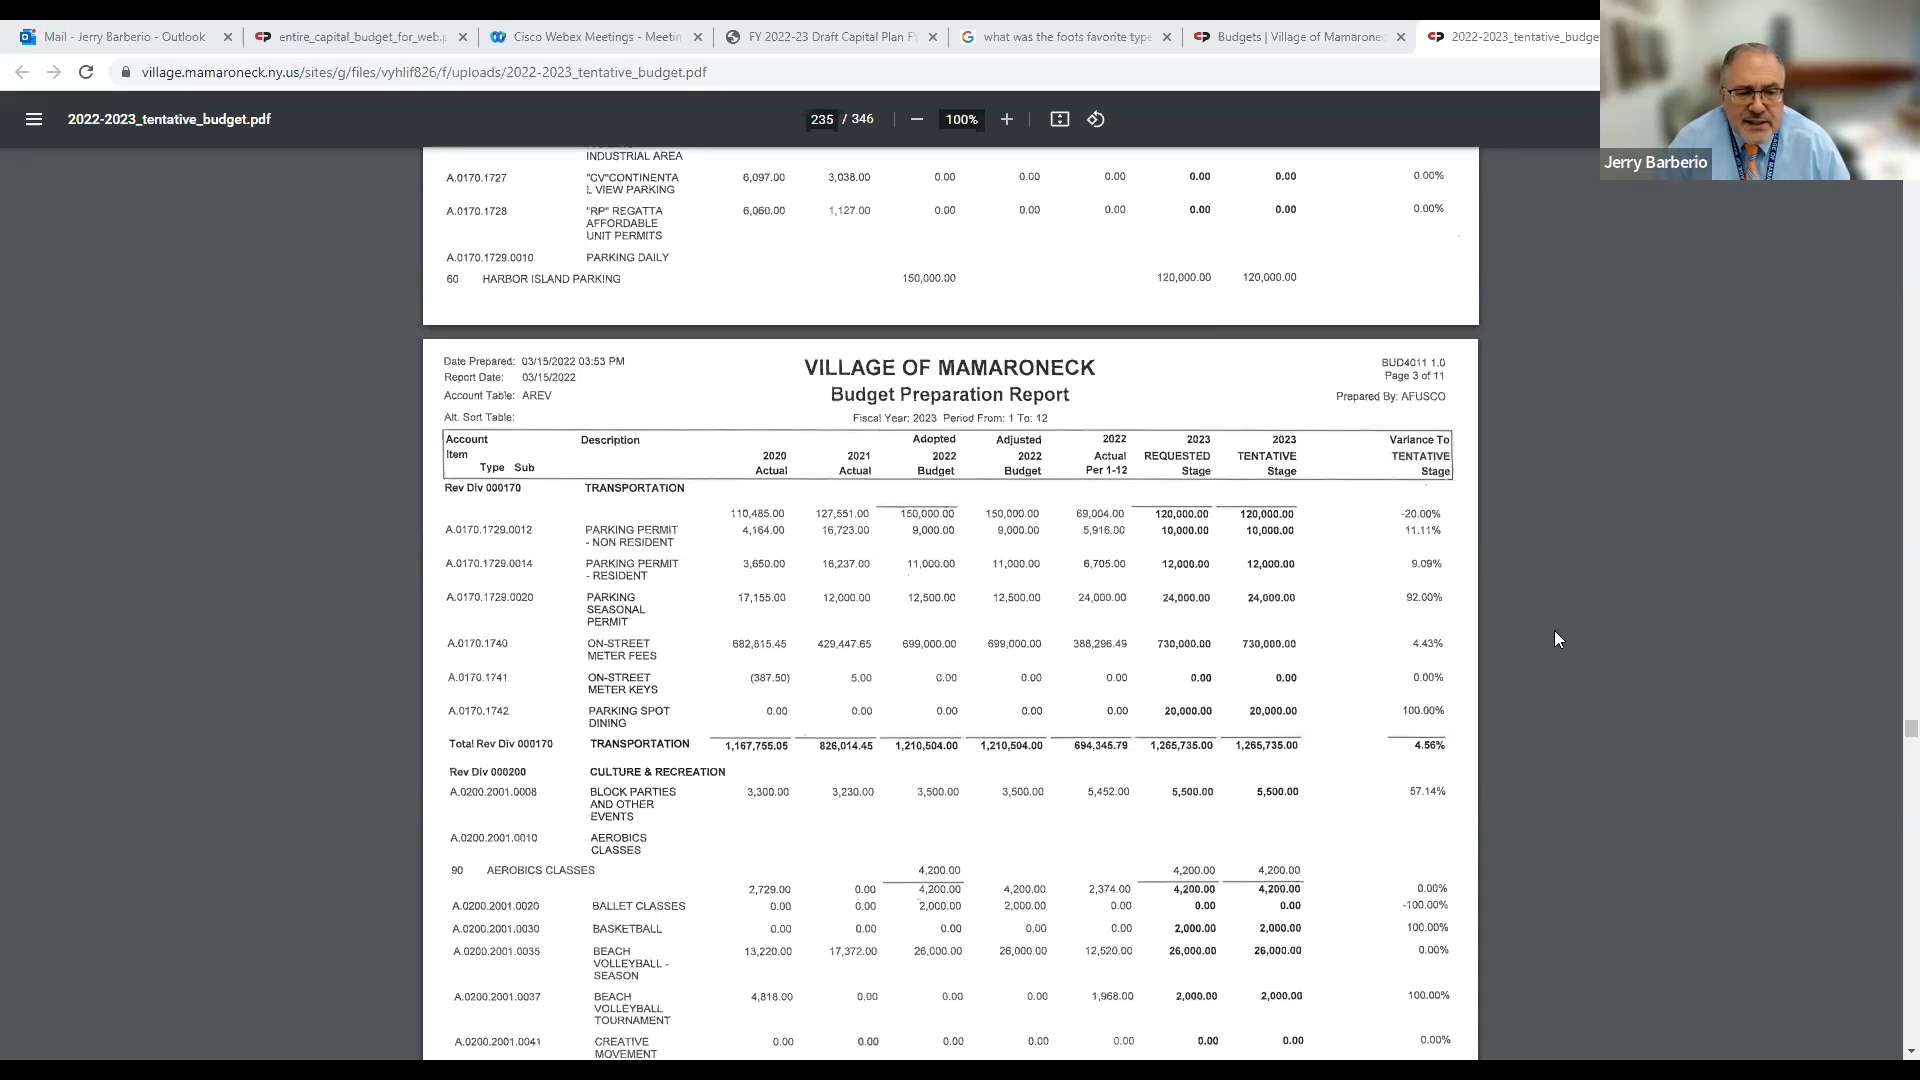 Mail - Jerry Barberio - Outlook
entire_capital_budget_for_web.p
Cisco Webex Meetings - Meetin
FY 2022-23 Draft Capital Plan FY
what was the foots favorite type
Budgets | Village of Mamaronec
2022-2023_tentative_budge
village.mamaroneck.ny.us/sites/g/files/vyhlif826/f/uploads/2022-2023_tentative_budget.pdf
2022-2023_tentative_budget.pdf
235 / 346
100%
Jerry Barberio
INDUSTRIAL AREA
A.0170.1727 "CV"CONTINENTA 6,097.00 3,038.00 0.00 0.00 0.00 0.00 0.00 0.00%
L VIEW PARKING
A.0170.1728 "RP" REGATTA 6,060.00 1,127.00 0.00 0.00 0.00 0.00 0.00 0.00%
AFFORDABLE
UNIT PERMITS
A.0170.1729.0010 PARKING DAILY
60 HARBOR ISLAND PARKING 150,000.00 120,000.00 120,000.00
Date Prepared: 03/15/2022 03:53 PM
Report Date: 03/15/2022
Account Table: AREV
Alt. Sort Table:
VILLAGE OF MAMARONECK
Budget Preparation Report
Fiscal Year: 2023 Period From: 1 To: 12
BUD4011 1.0
Page 3 of 11
Prepared By: AFUSCO
Account Description Adopted Adjusted 2022 2023 2023 Variance To
Item 2020 2021 2022 2022 Actual REQUESTED TENTATIVE TENTATIVE
Type Sub Actual Actual Budget Budget Per 1-12 Stage Stage Stage
Rev Div 000170 TRANSPORTATION
110,485.00 127,551.00 150,000.00 150,000.00 69,004.00 120,000.00 120,000.00 -20.00%
A.0170.1729.0012 PARKING PERMIT 4,164.00 16,723.00 9,000.00 9,000.00 5,916.00 10,000.00 10,000.00 11.11%
- NON RESIDENT
A.0170.1729.0014 PARKING PERMIT 3,650.00 16,237.00 11,000.00 11,000.00 6,705.00 12,000.00 12,000.00 9.09%
- RESIDENT
A.0170.1729.0020 PARKING 17,155.00 12,000.00 12,500.00 12,500.00 24,000.00 24,000.00 24,000.00 92.00%
SEASONAL
PERMIT
A.0170.1740 ON-STREET 682,815.45 429,447.65 699,000.00 699,000.00 388,296.49 730,000.00 730,000.00 4.43%
METER FEES
A.0170.1741 ON-STREET (387.50) 5.00 0.00 0.00 0.00 0.00 0.00 0.00%
METER KEYS
A.0170.1742 PARKING SPOT 0.00 0.00 0.00 0.00 0.00 20,000.00 20,000.00 100.00%
DINING
Total Rev Div 000170 TRANSPORTATION 1,167,755.05 826,014.45 1,210,504.00 1,210,504.00 694,345.79 1,265,735.00 1,265,735.00 4.56%
Rev Div 000200 CULTURE & RECREATION
A.0200.2001.0008 BLOCK PARTIES 3,300.00 3,230.00 3,500.00 3,500.00 5,452.00 5,500.00 5,500.00 57.14%
AND OTHER
EVENTS
A.0200.2001.0010 AEROBICS
CLASSES
90 AEROBICS CLASSES 4,200.00 4,200.00 4,200.00
2,729.00 0.00 4,200.00 4,200.00 2,374.00 4,200.00 4,200.00 0.00%
A.0200.2001.0020 BALLET CLASSES 0.00 0.00 2,000.00 2,000.00 0.00 0.00 0.00 -100.00%
A.0200.2001.0030 BASKETBALL 0.00 0.00 0.00 0.00 0.00 2,000.00 2,000.00 100.00%
A.0200.2001.0035 BEACH 13,220.00 17,372.00 26,000.00 26,000.00 12,520.00 26,000.00 26,000.00 0.00%
VOLLEYBALL -
SEASON
A.0200.2001.0037 BEACH 4,818.00 0.00 0.00 0.00 1,968.00 2,000.00 2,000.00 100.00%
VOLLEYBALL
TOURNAMENT
A.0200.2001.0041 CREATIVE 0.00 0.00 0.00 0.00 0.00 0.00 0.00 0.00%
MOVEMENT